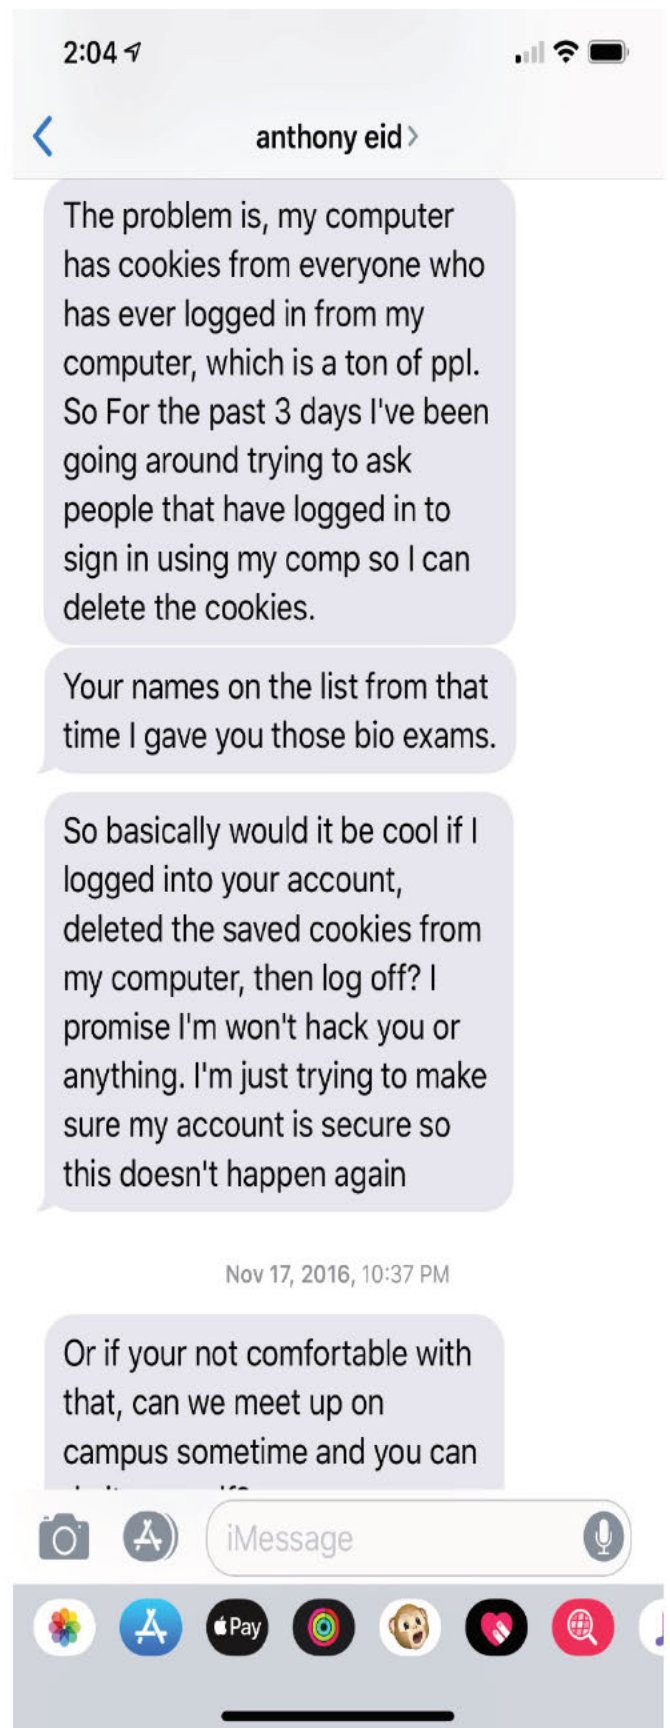 2:04
anthony eid
The problem is, my computer
has cookies from everyone who
has ever logged in from my
computer, which is a ton of ppl.
So For the past 3 days I've been
going around trying to ask
people that have logged in to
sign in using my comp so I can
delete the cookies.
Your names on the list from that
time I gave you those bio exams.
So basically would it be cool if I
logged into your account,
deleted the saved cookies from
my computer, then log off? I
promise I'm won't hack you or
anything. I'm just trying to make
sure my account is secure so
this doesn't happen again
Nov 17, 2016, 10:37 PM
Or if your not comfortable with
that, can we meet up on
campus sometime and you can
iMessage
Pay